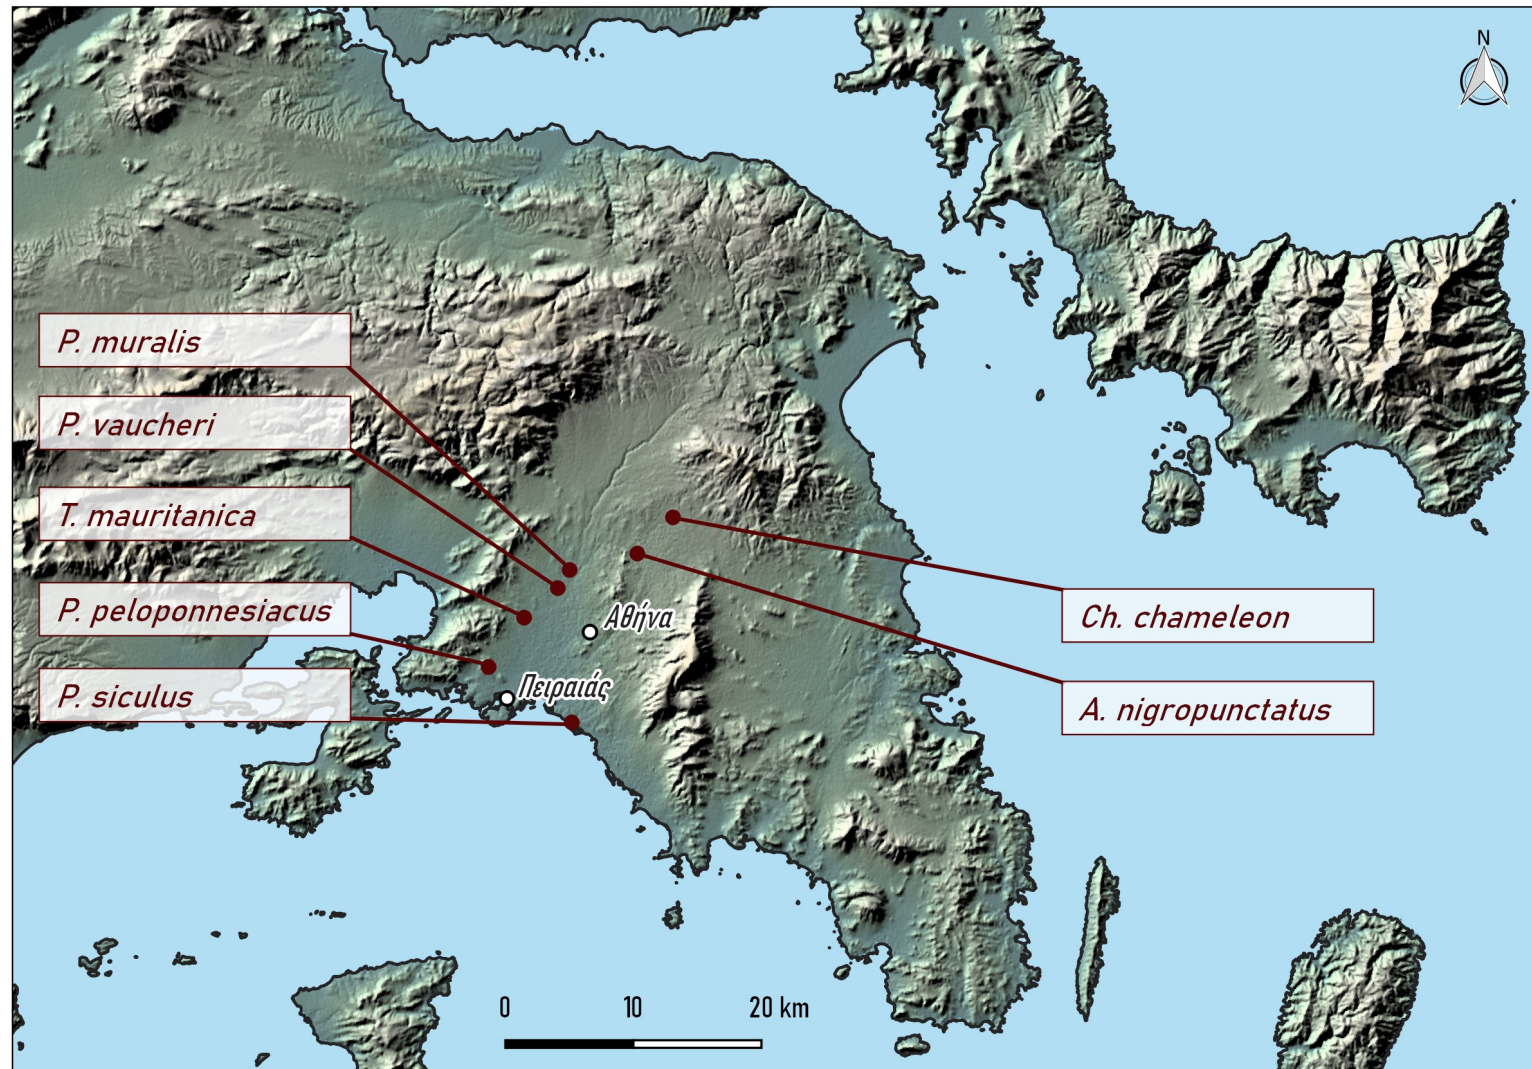 N
P. muralis
P. vaucheri
T. mauritanica
P. peloponnesiacus
P. siculus
Αθήνα
Πειραιάς
Ch. chameleon
A. nigropunctatus
0 10 20 km